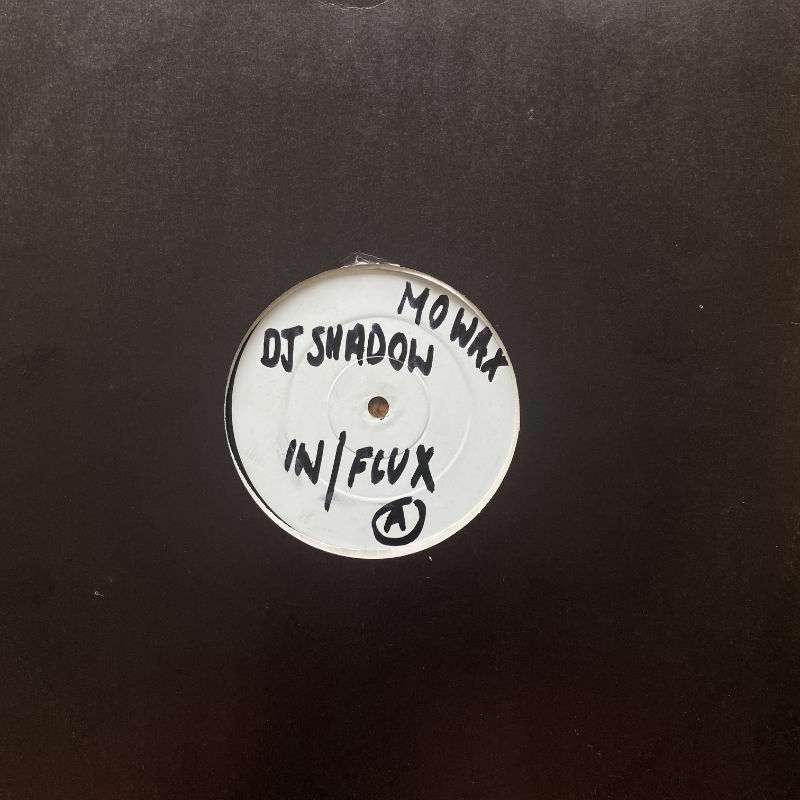 MO WAX
DJ SHADOW
IN/FLUX
A